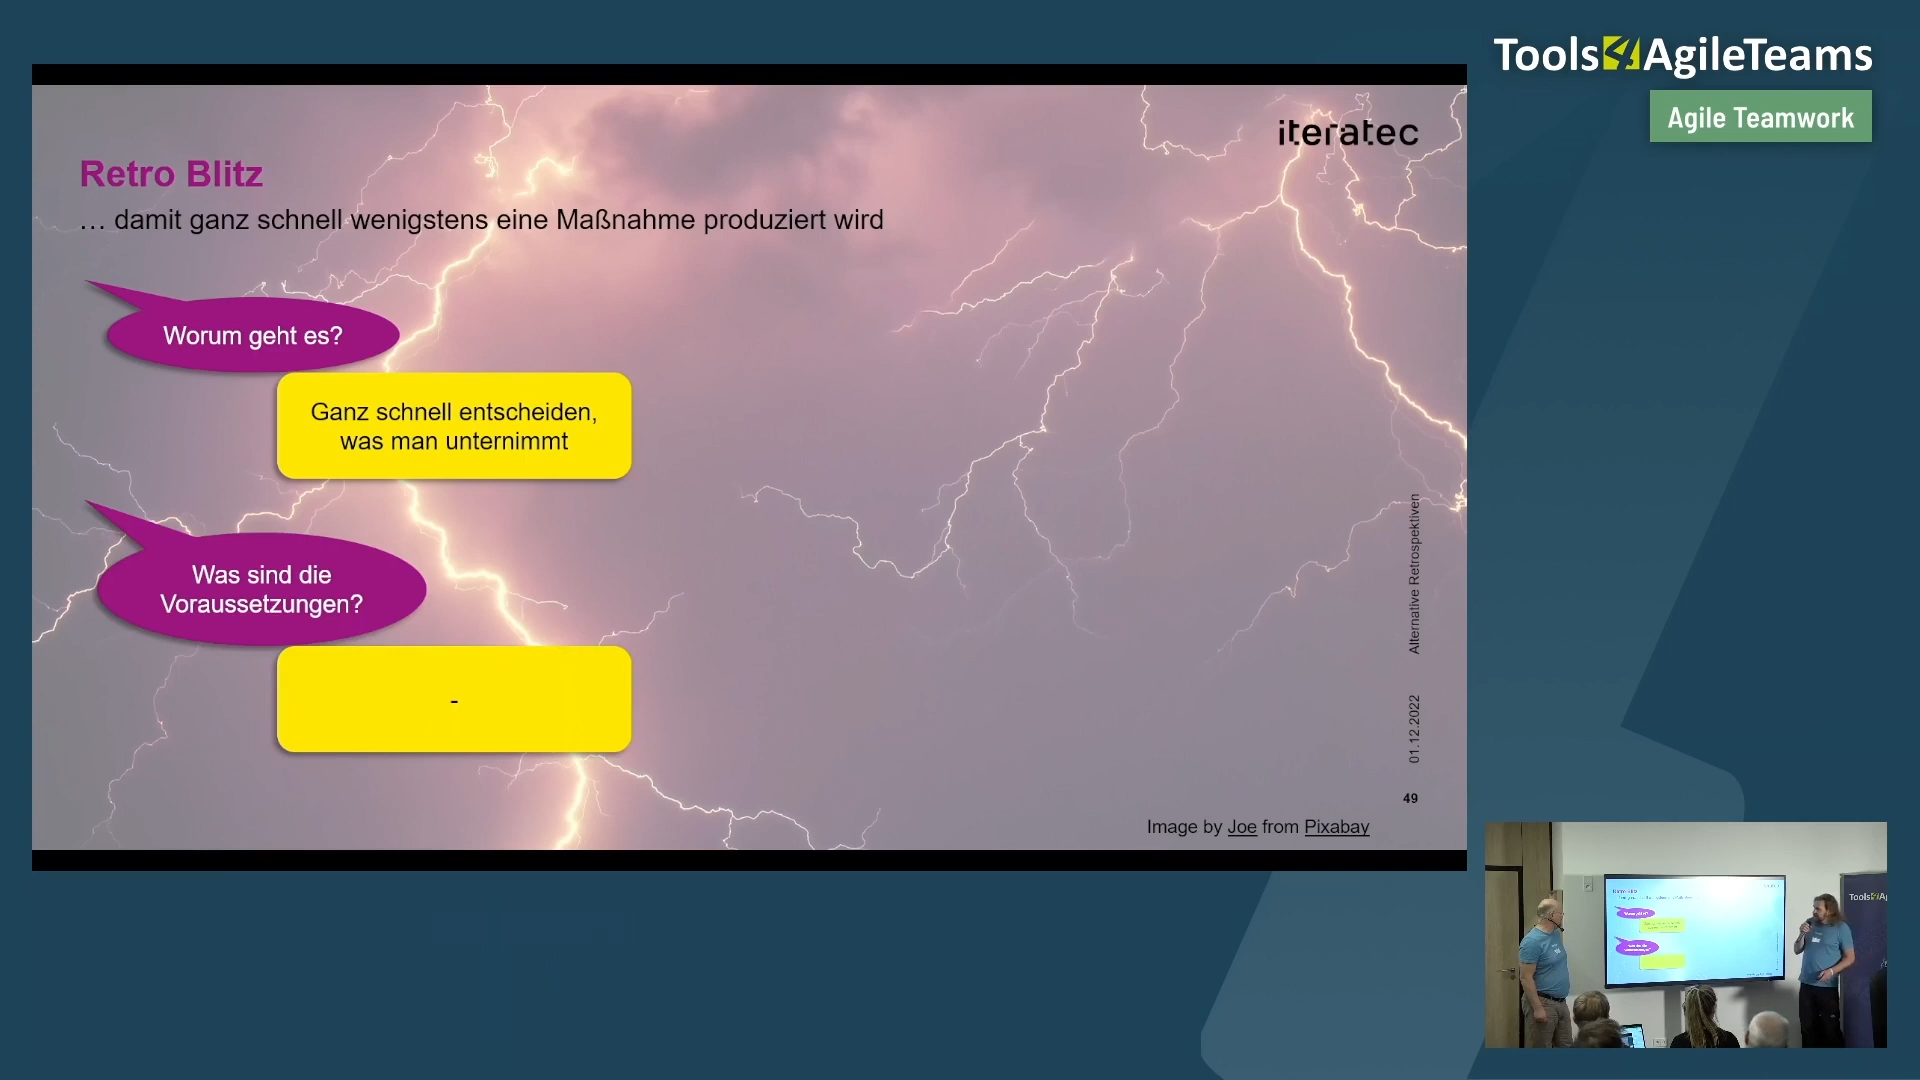 Tools4AgileTeams
Agile Teamwork
iteratec
Retro Blitz
… damit ganz schnell wenigstens eine Maßnahme produziert wird
Worum geht es?
Ganz schnell entscheiden,
was man unternimmt
Was sind die
Voraussetzungen?
-
Alternative Retrospektiven
01.12.2022
49
Image by Joe from Pixabay